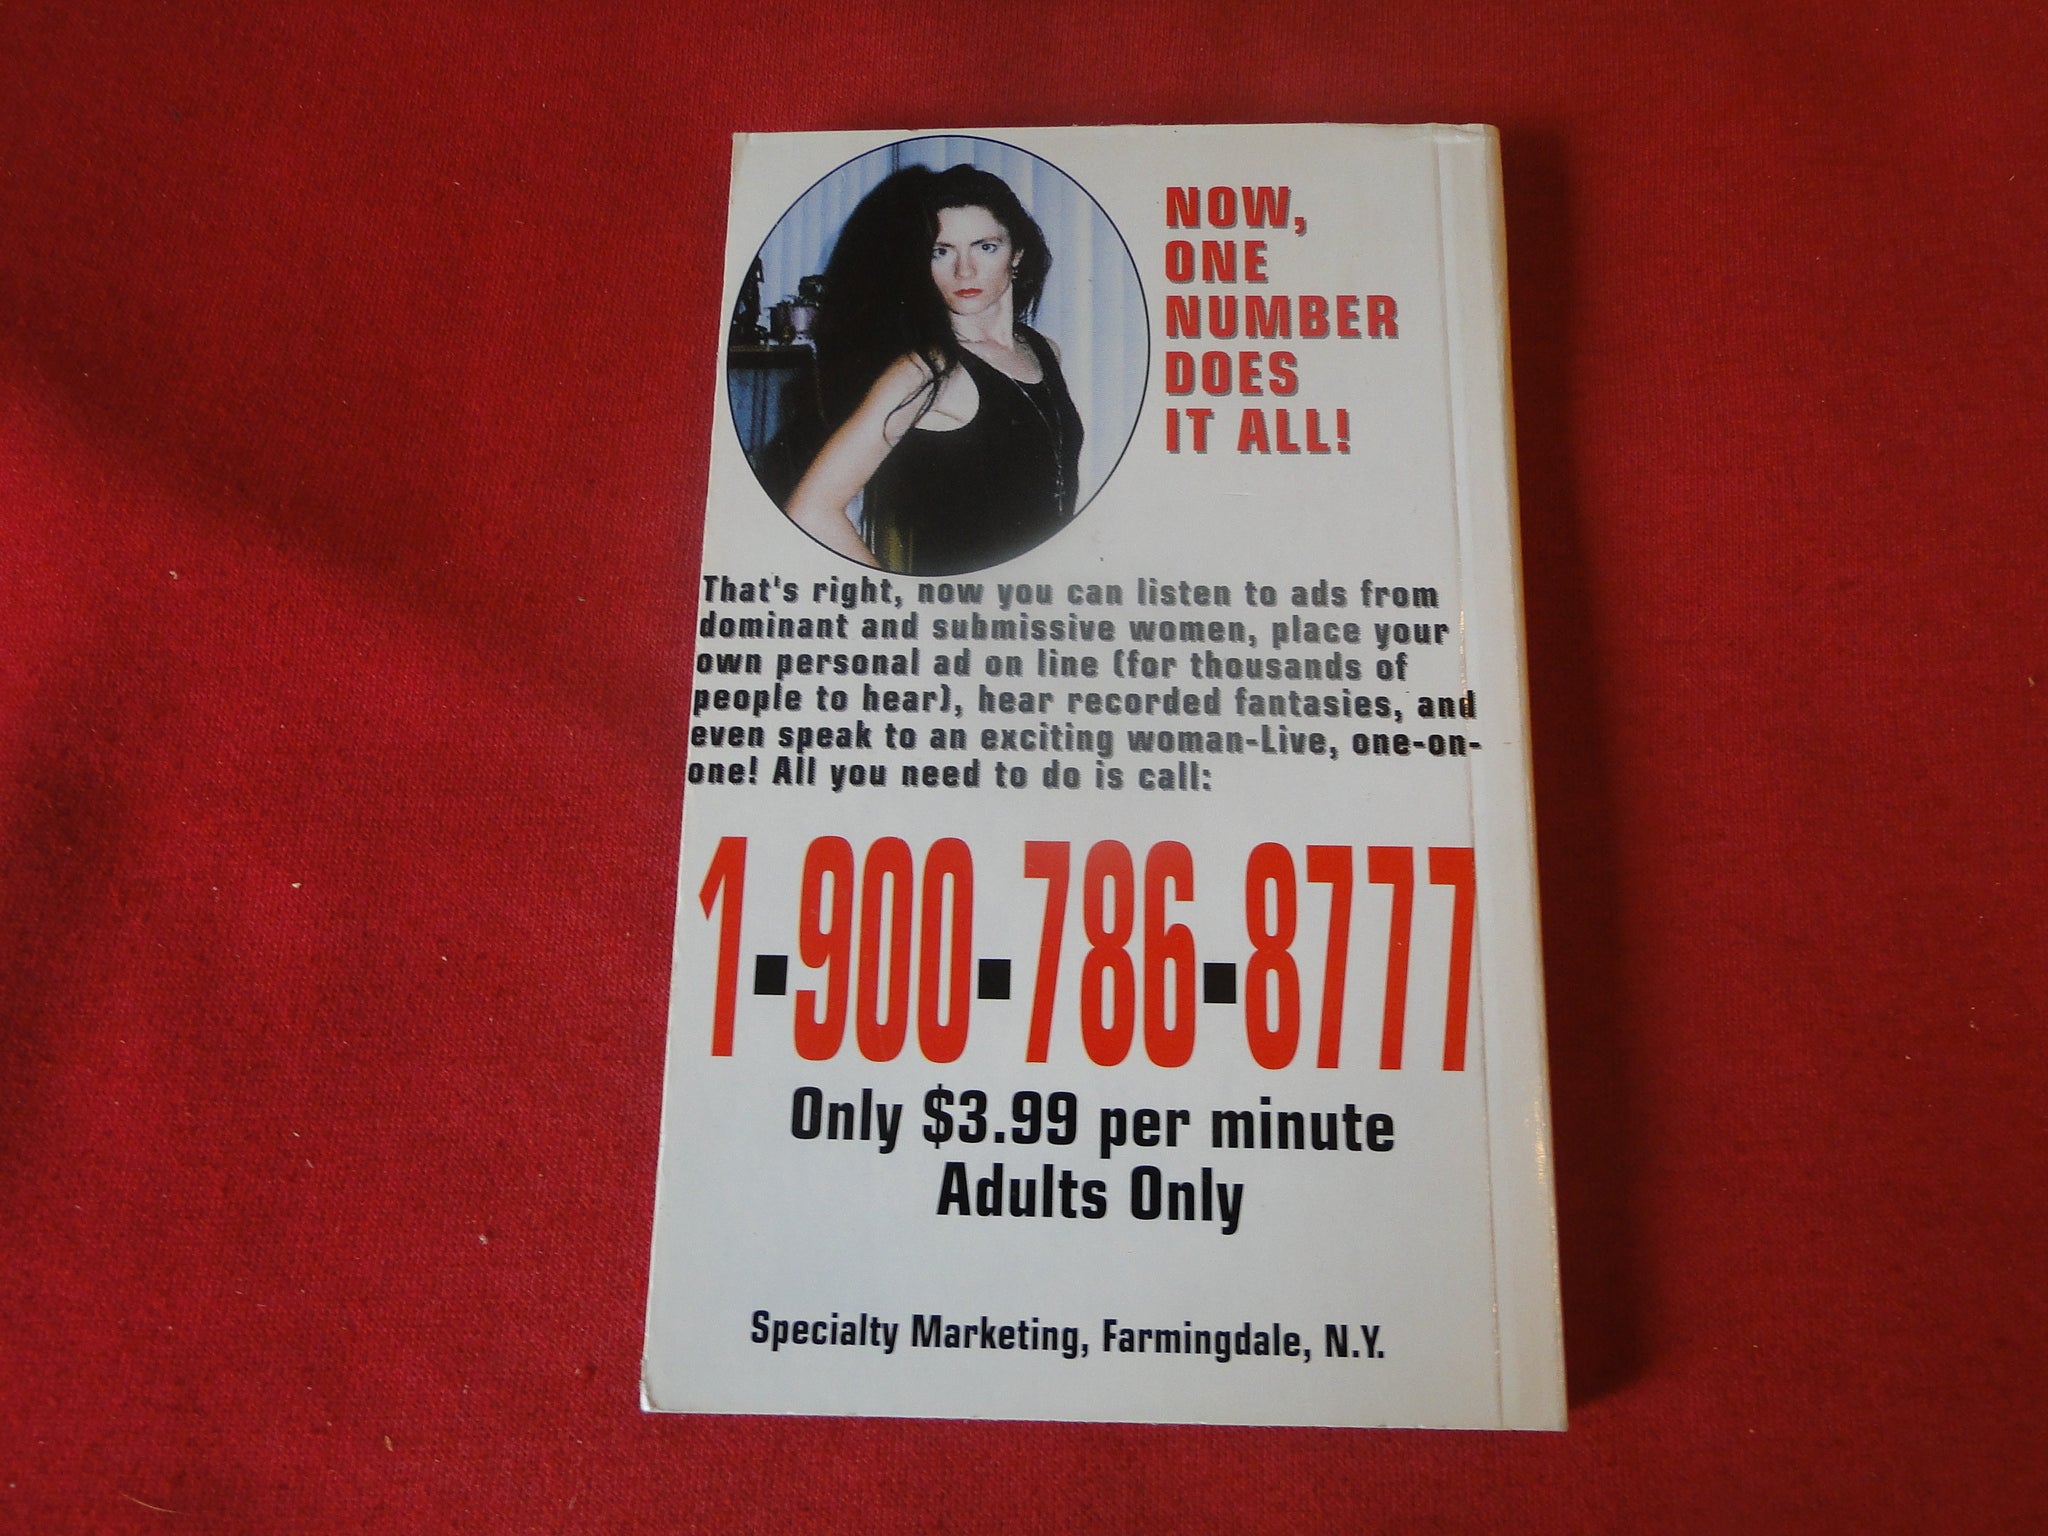 NOW,
ONE
NUMBER
DOES
IT ALL!
That's right, now you can listen to ads from
dominant and submissive women, place your
own personal ad on line (for thousands of
people to hear), hear recorded fantasies, and
even speak to an exciting woman-Live, one-on-
one! All you need to do is call:
1-900-786-8777
Only $3.99 per minute
Adults Only
Specialty Marketing, Farmingdale, N.Y.